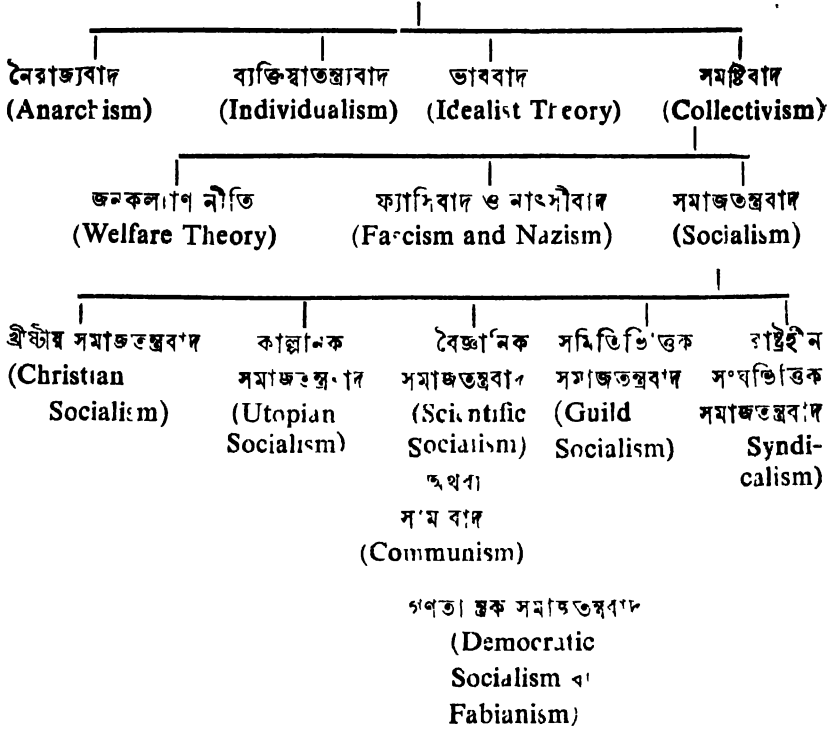 নৈরাজ্যবাদ ব্যক্তিস্বাতন্ত্র্যবাদ ভাববাদ সমষ্টিবাদ
(Anarchism) (Individualism) (Idealist Theory) (Collectivism)
জনকল্যাণ নীতি ফ্যাসিবাদ ও নাৎসীবাদ সমাজতন্ত্রবাদ
(Welfare Theory) (Fascism and Nazism) (Socialism)
খ্রীষ্টীয় সমাজতন্ত্রবাদ কাল্পনিক বৈজ্ঞানিক সমিতিভিত্তিক রাষ্ট্রহীন
(Christian সমাজতন্ত্রবাদ সমাজতন্ত্রবাদ সমাজতন্ত্রবাদ সংঘভিত্তিক
Socialism) (Utopian (Scientific (Guild সমাজতন্ত্রবাদ
Socialism) Socialism) Socialism) Syndi-
অথবা calism)
সাম্যবাদ
(Communism)
গণতান্ত্রিক সমাজতন্ত্রবাদ
(Democratic
Socialism বা
Fabianism)